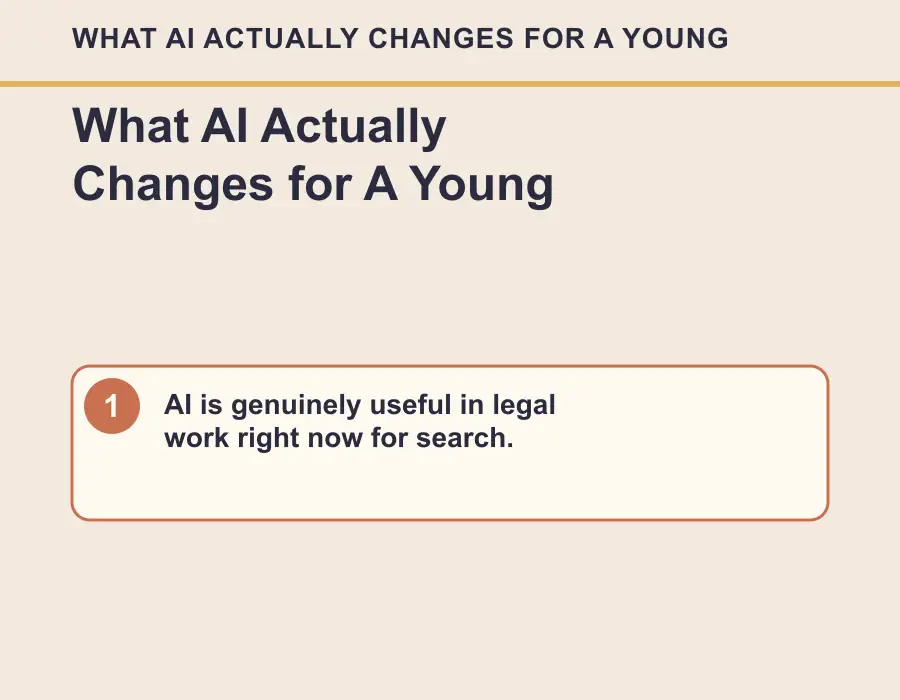 WHAT AI ACTUALLY CHANGES FOR A YOUNG
What AI Actually
Changes for A Young
1
AI is genuinely useful in legal
work right now for search.